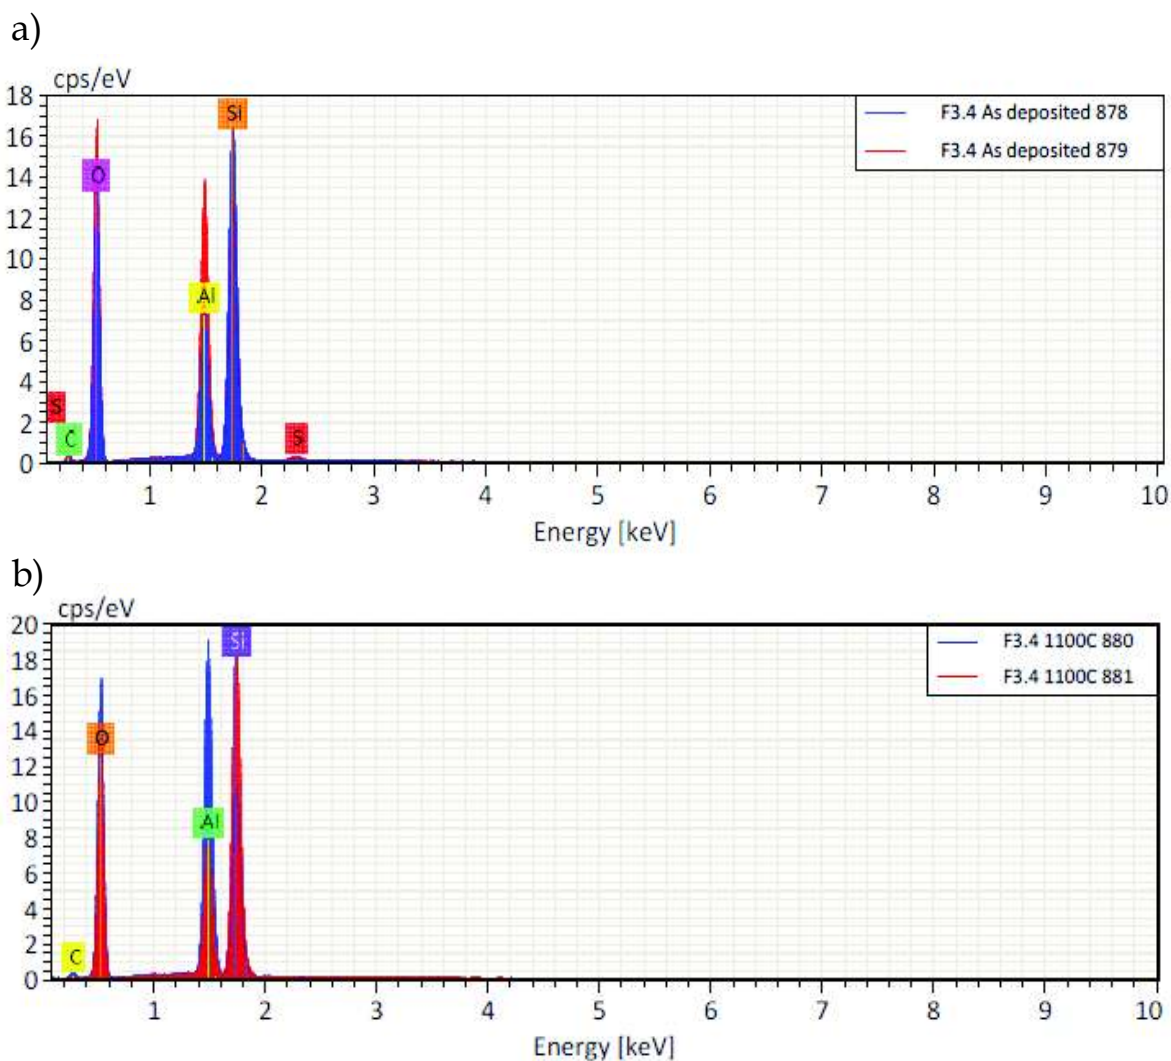 a)
cps/eV
F3.4 As deposited 878
F3.4 As deposited 879
18
16
14
12
10
8
6
4
2
0
S
C
O
Al
Si
S
1 2 3 4 5 6 7 8 9 10
Energy [keV]
b)
cps/eV
F3.4 1100C 880
F3.4 1100C 881
20
18
16
14
12
10
8
6
4
2
0
C
O
Al
Si
1 2 3 4 5 6 7 8 9 10
Energy [keV]